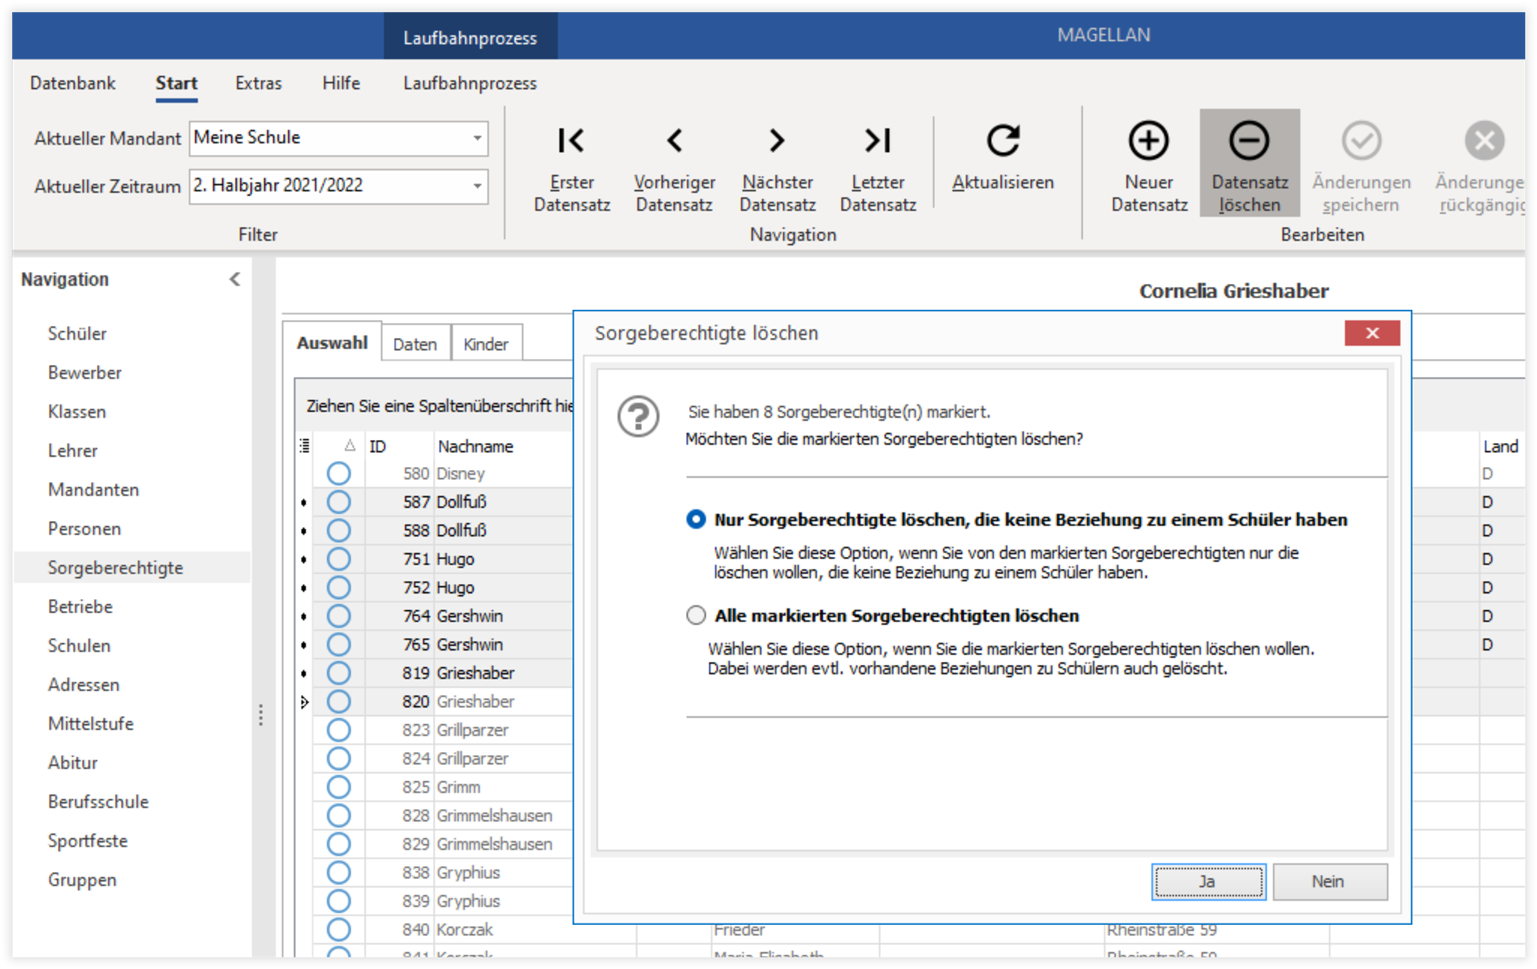 Laufbahnprozess
MAGELLAN
Datenbank Start Extras Hilfe Laufbahnprozess
Aktueller Mandant Meine Schule
Aktueller Zeitraum 2. Halbjahr 2021/2022
Filter
Erster Datensatz
Vorheriger Datensatz
Nächster Datensatz
Letzter Datensatz
Aktualisieren
Navigation
Neuer Datensatz
Datensatz löschen
Änderungen speichern
Änderunge
rückgängig
Bearbeiten
Navigation
Schüler
Bewerber
Klassen
Lehrer
Mandanten
Personen
Sorgeberechtigte
Betriebe
Schulen
Adressen
Mittelstufe
Abitur
Berufsschule
Sportfeste
Gruppen
Cornelia Grieshaber
Auswahl Daten Kinder
Ziehen Sie eine Spaltenüberschrift hie
ID Nachname Land
580 Disney D
587 Dollfuß D
588 Dollfuß D
751 Hugo D
752 Hugo D
764 Gershwin D
765 Gershwin D
819 Grieshaber
820 Grieshaber
823 Grillparzer
824 Grillparzer
825 Grimm
828 Grimmelshausen
829 Grimmelshausen
838 Gryphius
839 Gryphius
840 Korczak Frieder Rheinstraße 59
841 Korczak Maria Elisabeth Rheinstraße 59
Sorgeberechtigte löschen
Sie haben 8 Sorgeberechtigte(n) markiert.
Möchten Sie die markierten Sorgeberechtigten löschen?
Nur Sorgeberechtigte löschen, die keine Beziehung zu einem Schüler haben
Wählen Sie diese Option, wenn Sie von den markierten Sorgeberechtigten nur die
löschen wollen, die keine Beziehung zu einem Schüler haben.
Alle markierten Sorgeberechtigten löschen
Wählen Sie diese Option, wenn Sie die markierten Sorgeberechtigten löschen wollen.
Dabei werden evtl. vorhandene Beziehungen zu Schülern auch gelöscht.
Ja Nein